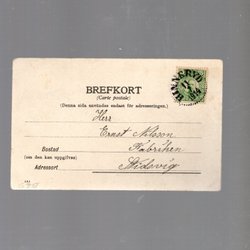 BREFKORT
(Carte postale)
(Denna sida användes endast för adresseringen.)
Herr
Ernst Nilsson
Bostad
Fabriken
(om den kan uppgifvas)
Adressort